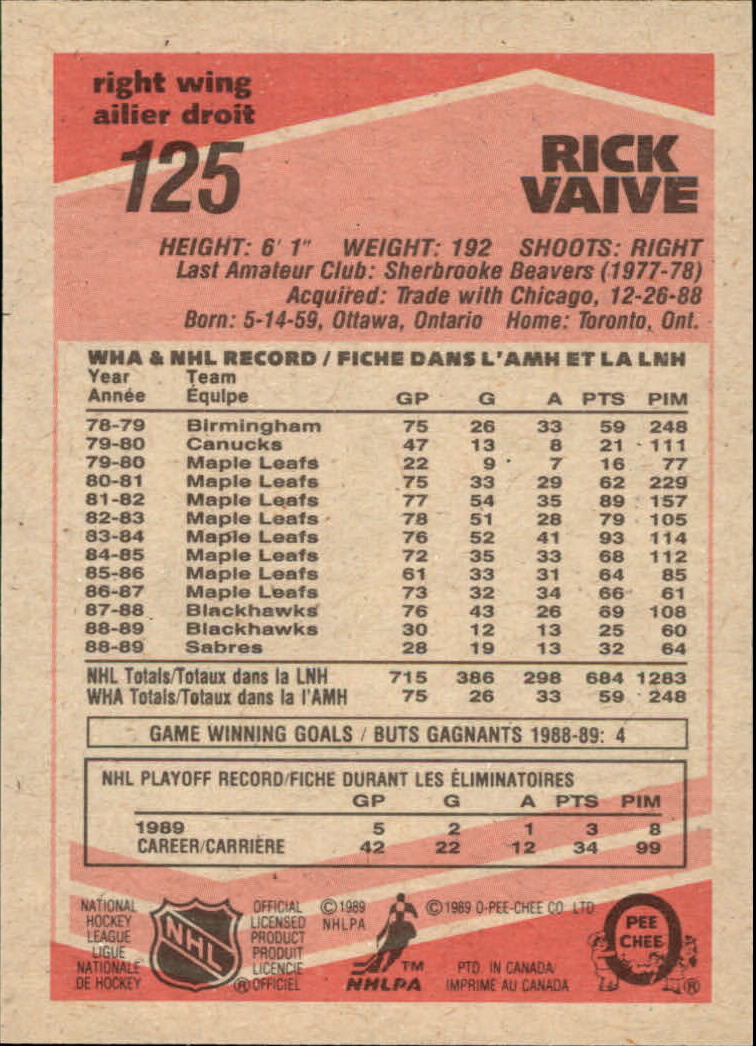 right wing
ailier droit
125
RICK
VAIVE
HEIGHT: 6' 1" WEIGHT: 192 SHOOTS: RIGHT
Last Amateur Club: Sherbrooke Beavers (1977-78)
Acquired: Trade with Chicago, 12-26-88
Born: 5-14-59, Ottawa, Ontario Home: Toronto, Ont.
WHA & NHL RECORD / FICHE DANS L'AMH ET LA LNH
Year Team
Année Équipe GP G A PTS PIM
78-79 Birmingham 75 26 33 59 248
79-80 Canucks 47 13 8 21 111
79-80 Maple Leafs 22 9 7 16 77
80-81 Maple Leafs 75 33 29 62 229
81-82 Maple Leafs 77 54 35 89 157
82-83 Maple Leafs 78 51 28 79 105
83-84 Maple Leafs 76 52 41 93 114
84-85 Maple Leafs 72 35 33 68 112
85-86 Maple Leafs 61 33 31 64 85
86-87 Maple Leafs 73 32 34 66 61
87-88 Blackhawks 76 43 26 69 108
88-89 Blackhawks 30 12 13 25 60
88-89 Sabres 28 19 13 32 64
NHL Totals/Totaux dans la LNH 715 386 298 684 1283
WHA Totals/Totaux dans la l'AMH 75 26 33 59 248
GAME WINNING GOALS / BUTS GAGNANTS 1988-89: 4
NHL PLAYOFF RECORD/FICHE DURANT LES ÉLIMINATOIRES
GP G A PTS PIM
1989 5 2 1 3 8
CAREER/CARRIÈRE 42 22 12 34 99
NATIONAL
HOCKEY
LEAGUE
LIGUE
NATIONALE
DE HOCKEY
NHL
®
OFFICIAL
LICENSED
PRODUCT
PRODUIT
LICENCIÉ
OFFICIEL
©1989
NHLPA
TM
NHLPA
©1989 O-PEE-CHEE CO LTD
PTD. IN CANADA
IMPRIMÉ AU CANADA
PEE
CHEE
®